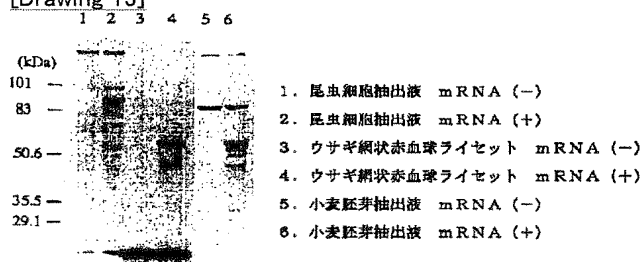 [Drawing 13]
1 2 3 4 5 6
(kDa)
101
83
50.6
35.5
29.1
1. 昆虫細胞抽出液 mRNA (-)
2. 昆虫細胞抽出液 mRNA (+)
3. ウサギ網状赤血球ライセット mRNA (-)
4. ウサギ網状赤血球ライセット mRNA (+)
5. 小麦胚芽抽出液 mRNA (-)
6. 小麦胚芽抽出液 mRNA (+)